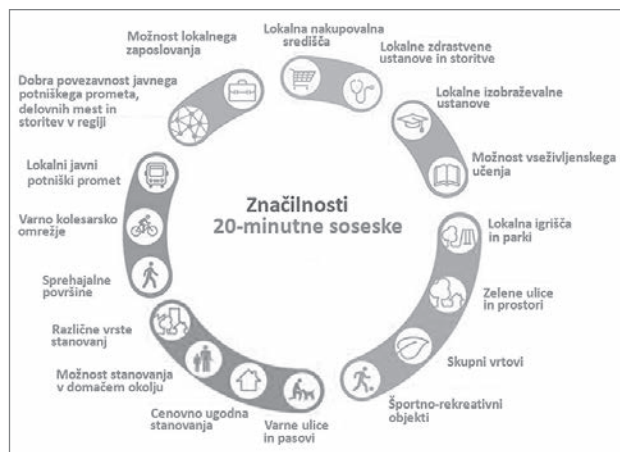 Značilnosti
20-minutne soseske
Lokalna nakupovalna
središča
Lokalne zdrastvene
ustanove in storitve
Lokalne izobraževalne
ustanove
Možnost vseživljenskega
učenja
Lokalna igrišča
in parki
Zelene ulice
in prostori
Skupni vrtovi
Športno-rekreativni
objekti
Varne ulice
in pasovi
Cenovno ugodna
stanovanja
Možnost stanovanja
v domačem okolju
Različne vrste
stanovanj
Sprehajalne
površine
Varno kolesarsko
omrežje
Lokalni javni
potniški promet
Dobra povezavnost javnega
potniškega prometa,
delovnih mest in
storitev v regiji
Možnost lokalnega
zaposlovanja